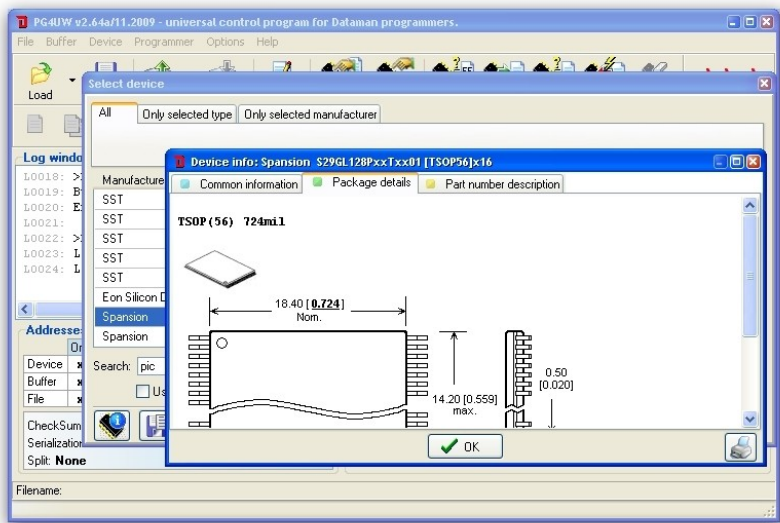 PG4UW v2.64a/11.2009 - universal control program for Dataman programmers.
File Buffer Device Programmer Options Help
Load
Select device
All Only selected type Only selected manufacturer
Log windo
Device info: Spansion S29GL128PxxTxx01 [TSOP56]x16
Common information Package details Part number description
L0018: >
L0019: B
L0020: E
L0021:
L0022: >
L0023: L
L0024: L
Manufacture
SST
SST
SST
SST
SST
Eon Silicon D
Spansion
Spansion
TSOP(56) 724mil
18.40 [0.724]
Nom.
14.20 [0.559]
max.
0.50
[0.020]
Addresse
Device
Buffer
File
Search: pic
Us
CheckSum
Serialization
Split: None
OK
Filename: